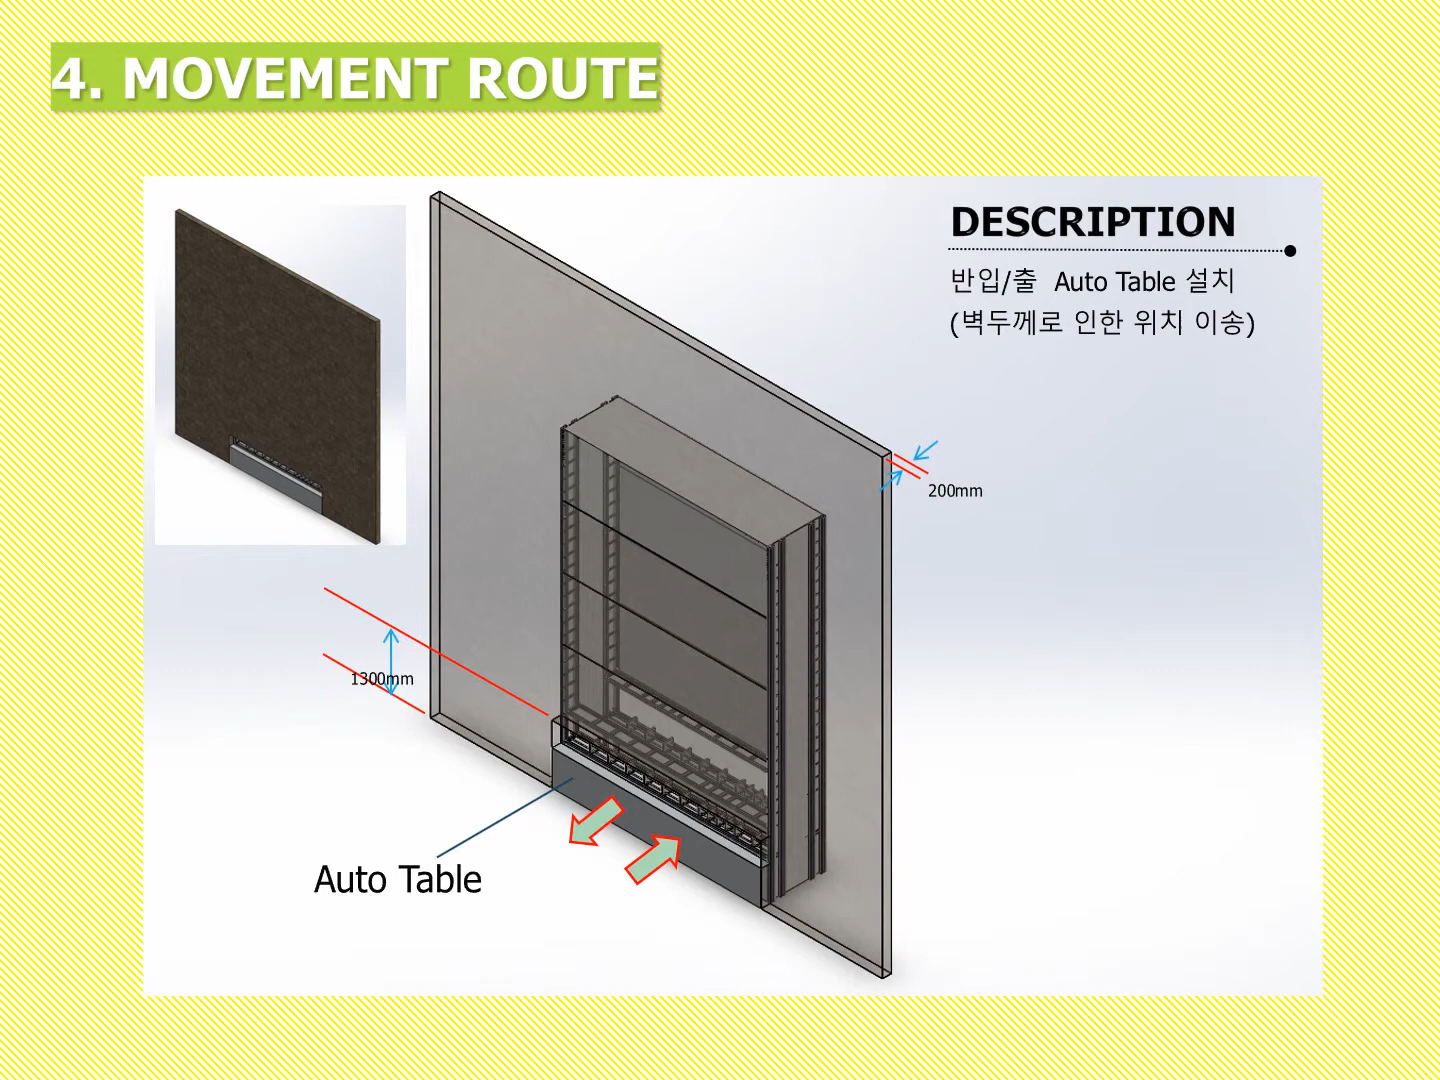 4. MOVEMENT ROUTE
DESCRIPTION
반입/출 Auto Table 설치
(벽두께로 인한 위치 이송)
200mm
1300mm
Auto Table